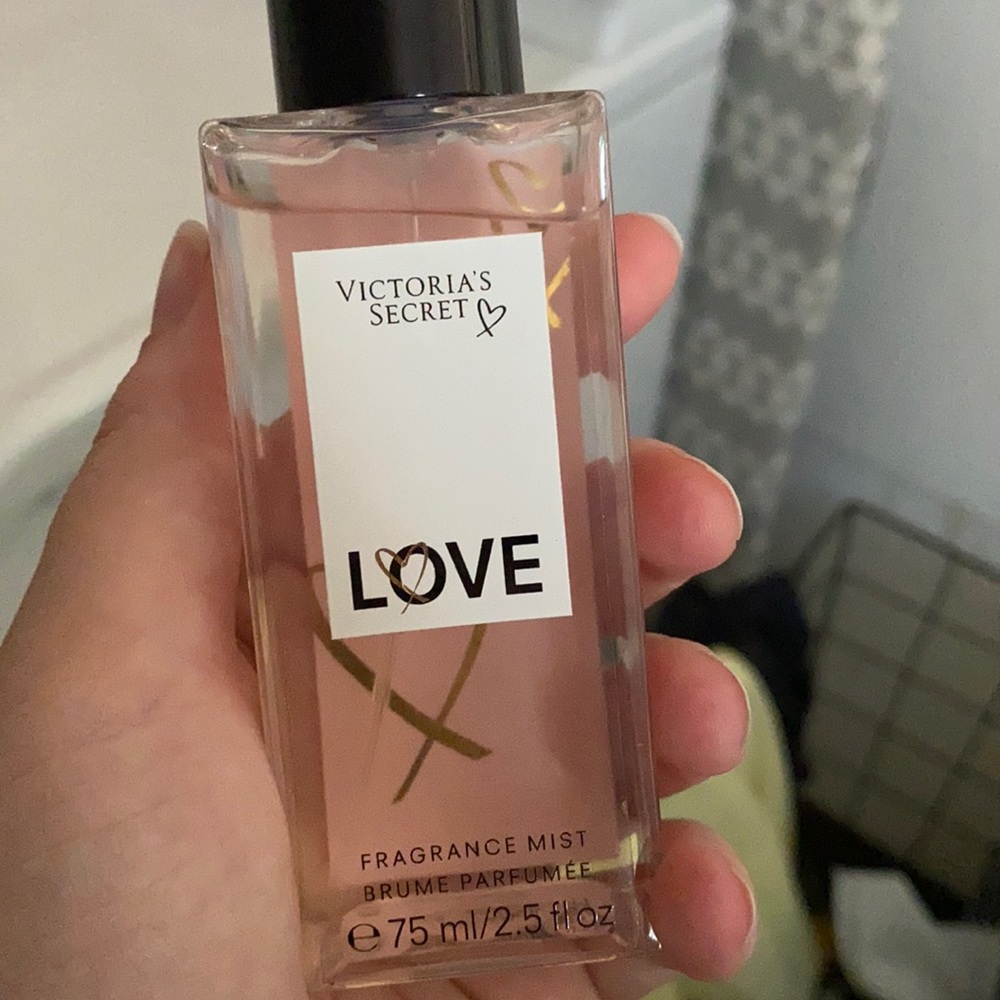 VICTORIA'S
SECRET
LOVE
FRAGRANCE MIST
BRUME PARFUMÉE
℮ 75 ml/2.5 fl oz